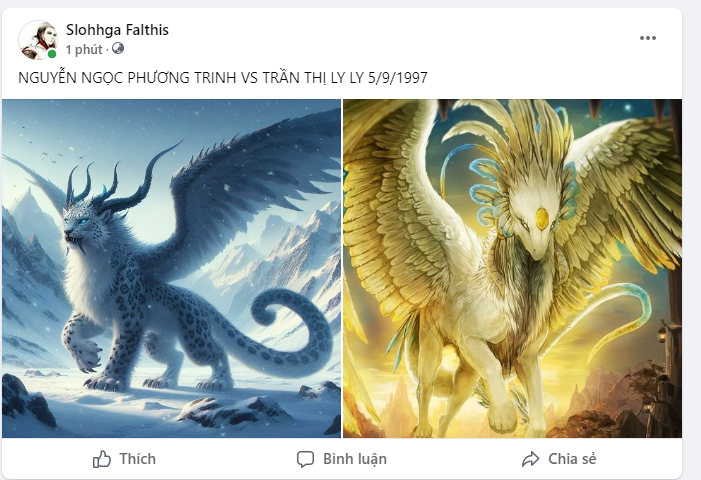 Slohhga Falthis
1 phút ·
NGUYỄN NGỌC PHƯƠNG TRINH VS TRẦN THỊ LY LY 5/9/1997
Thích
Bình luận
Chia sẻ